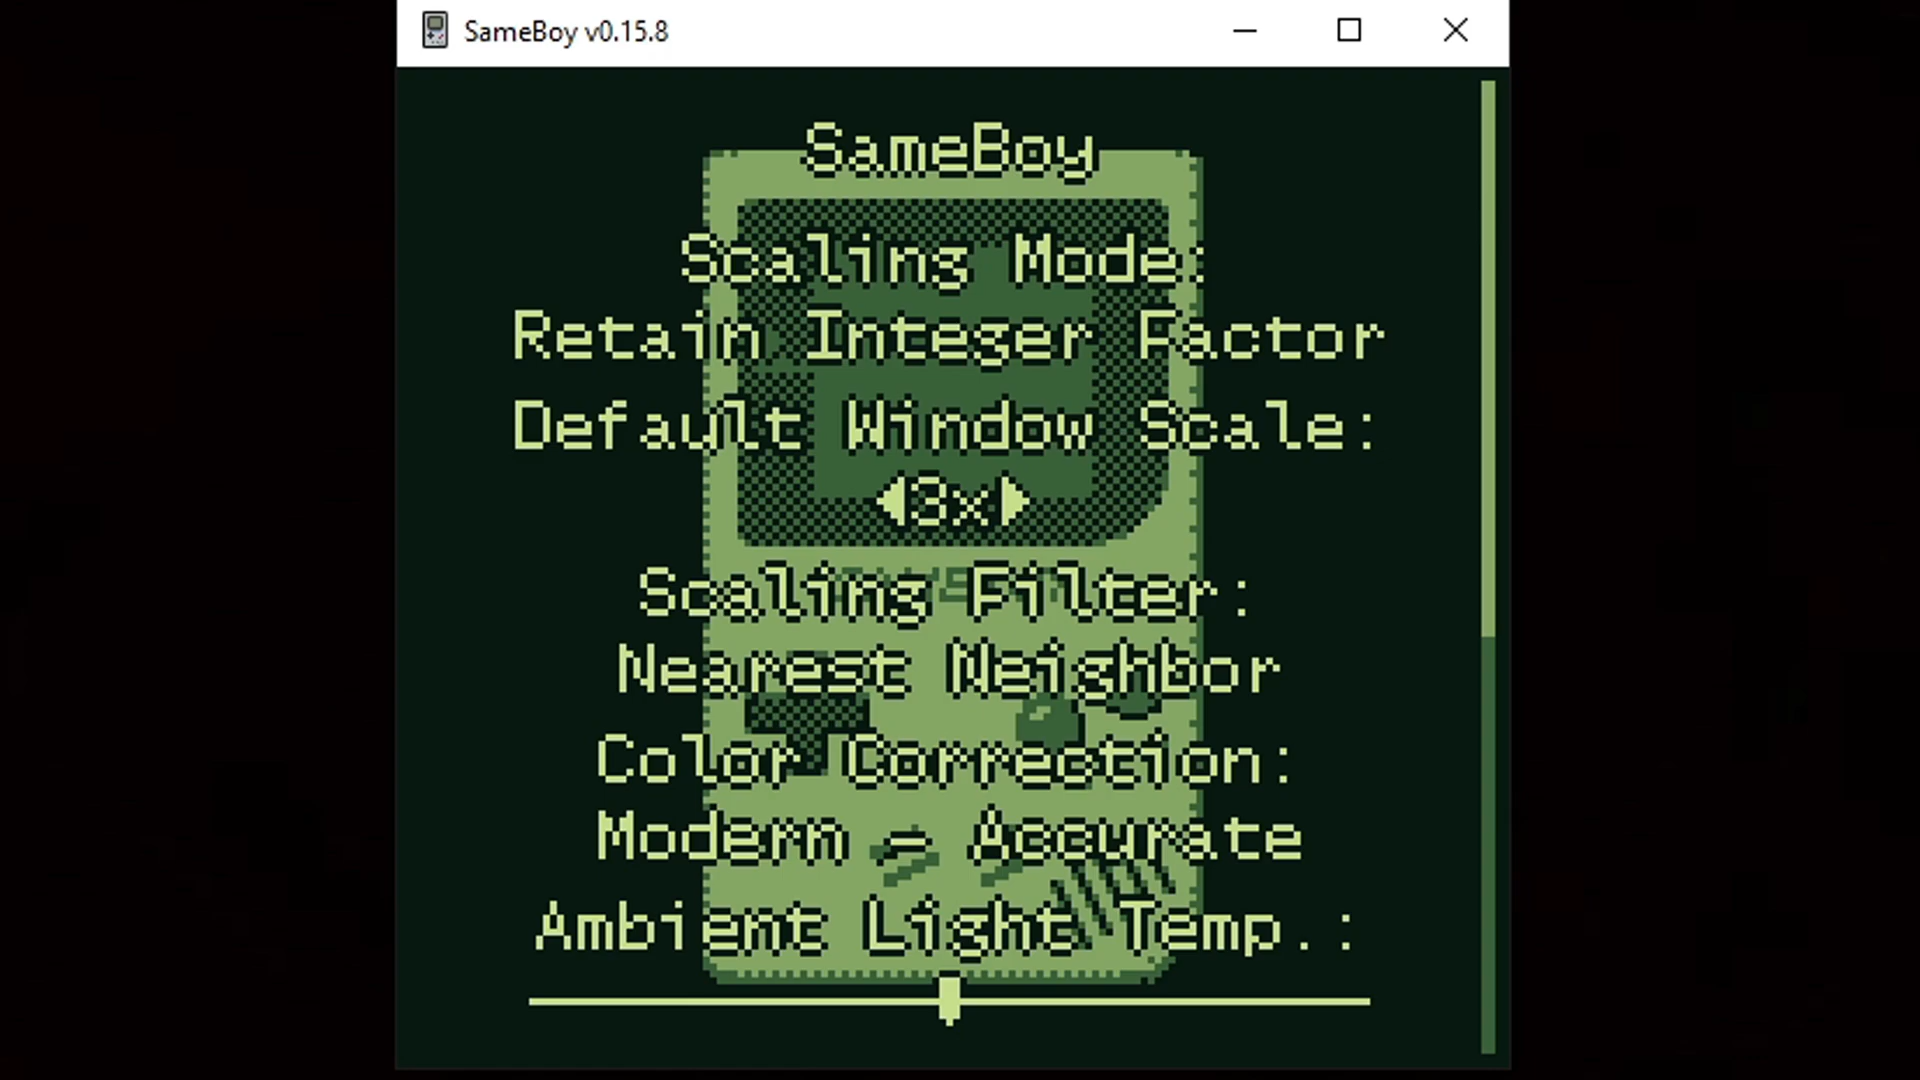 SameBoy v0.15.8
SameBoy
Scaling Mode:
Retain Integer Factor
Default Window Scale:
3x
Scaling Filter:
Nearest Neighbor
Color Correction:
Modern - Accurate
Ambient Light Temp.: